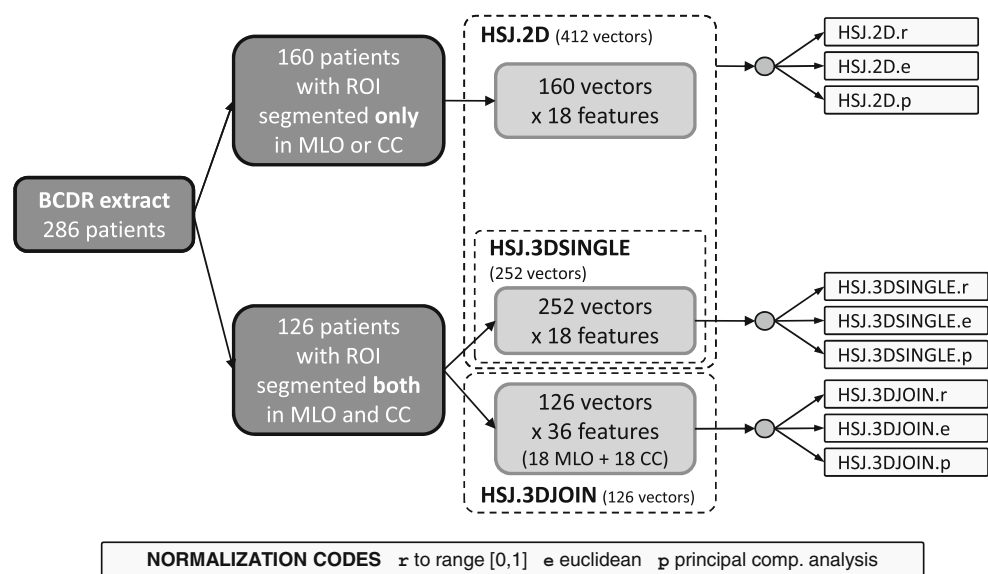 BCDR extract
286 patients
160 patients
with ROI
segmented only
in MLO or CC
126 patients
with ROI
segmented both
in MLO and CC
HSJ.2D (412 vectors)
160 vectors
x 18 features
HSJ.3DSINGLE
(252 vectors)
252 vectors
x 18 features
126 vectors
x 36 features
(18 MLO + 18 CC)
HSJ.3DJOIN (126 vectors)
HSJ.2D.r
HSJ.2D.e
HSJ.2D.p
HSJ.3DSINGLE.r
HSJ.3DSINGLE.e
HSJ.3DSINGLE.p
HSJ.3DJOIN.r
HSJ.3DJOIN.e
HSJ.3DJOIN.p
NORMALIZATION CODES r to range [0,1] e euclidean p principal comp. analysis